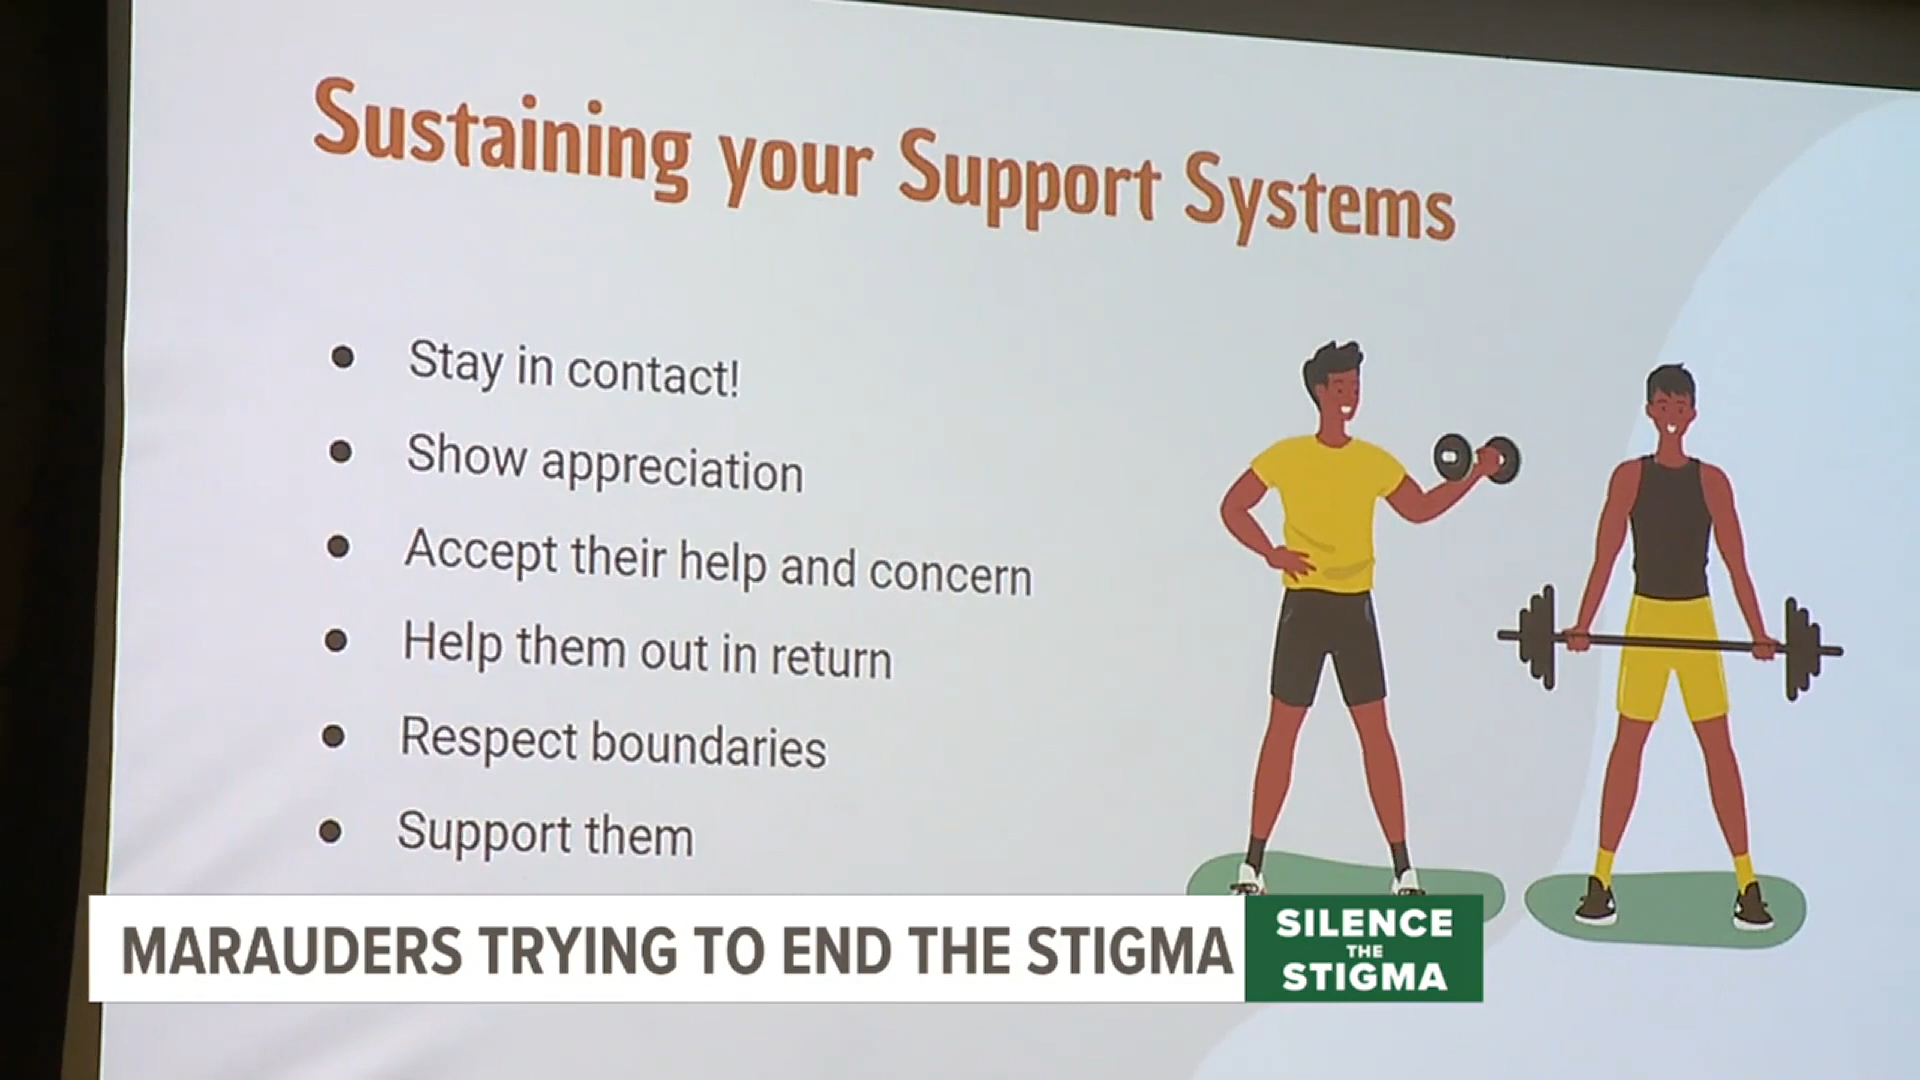 Sustaining your Support Systems
Stay in contact!
Show appreciation
Accept their help and concern
Help them out in return
Respect boundaries
Support them
MARAUDERS TRYING TO END THE STIGMA
SILENCE
THE
STIGMA